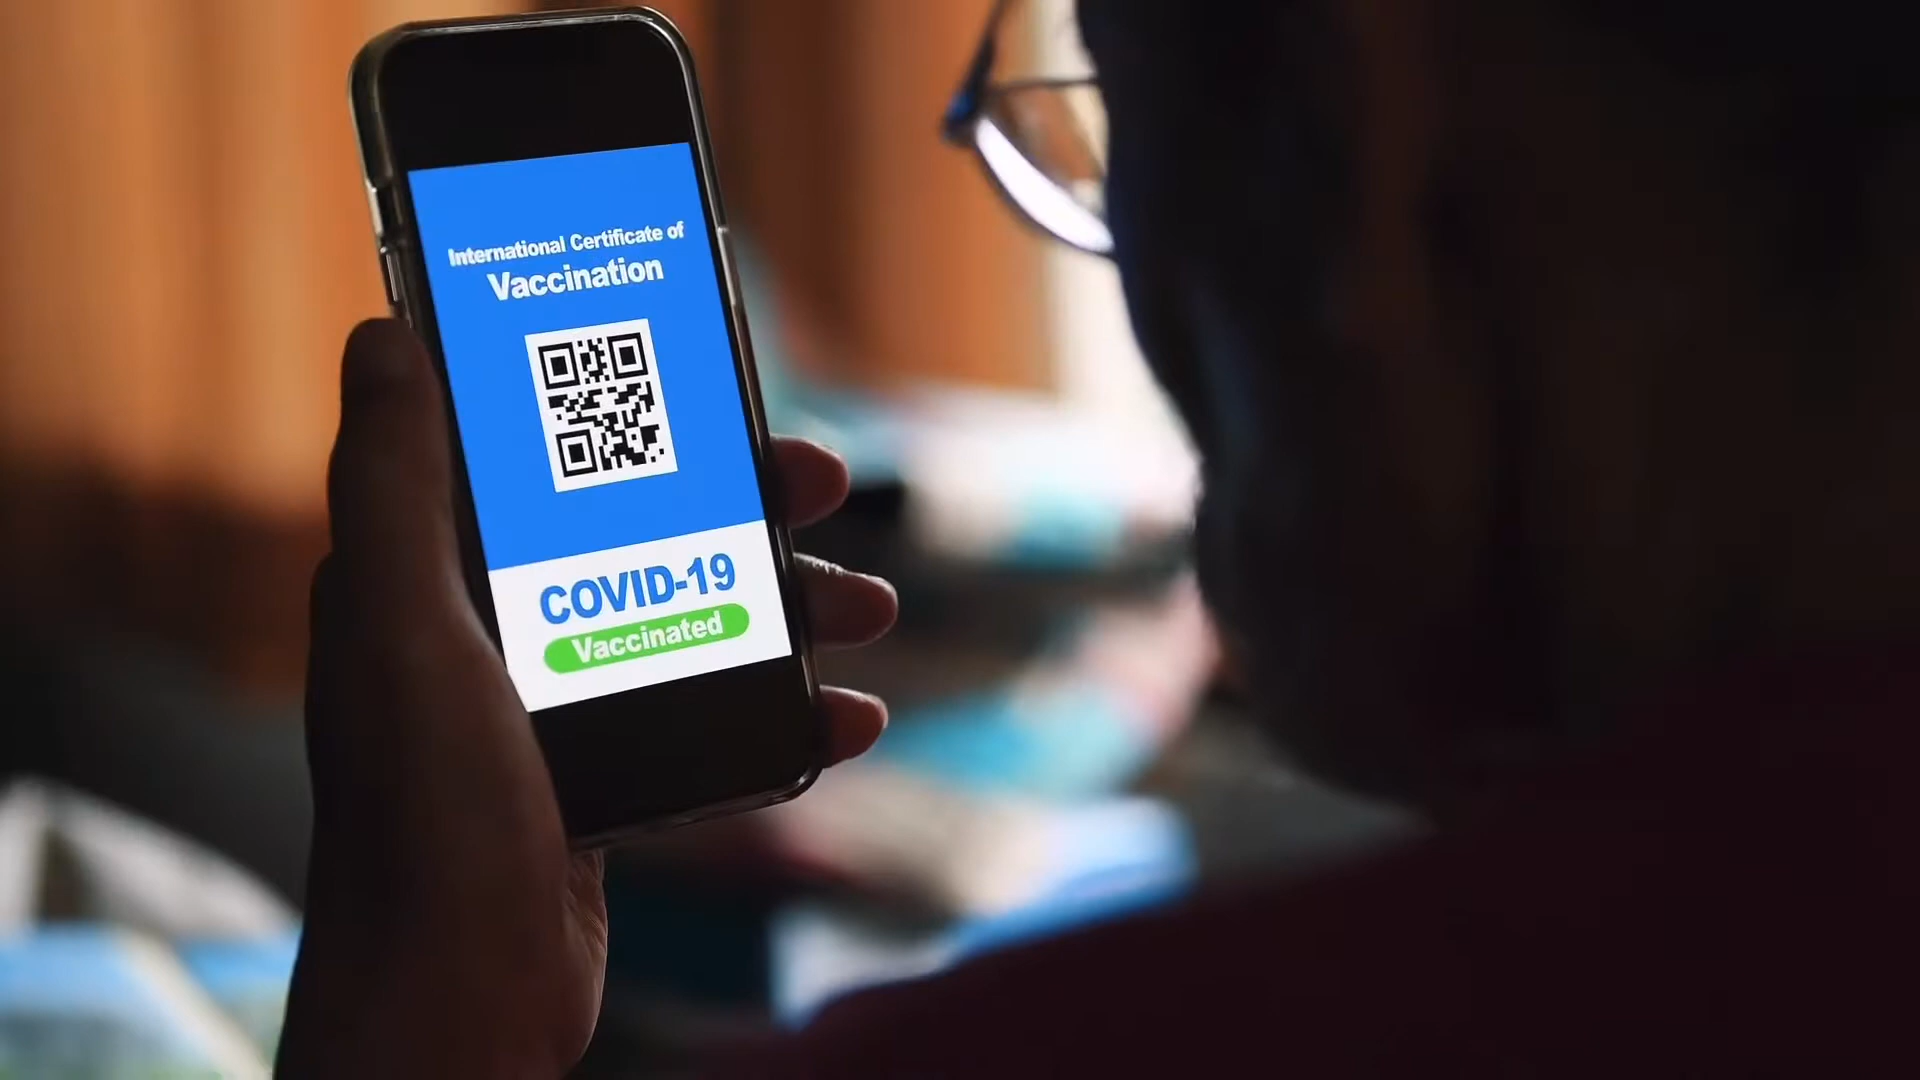 International Certificate of
Vaccination
COVID-19
Vaccinated